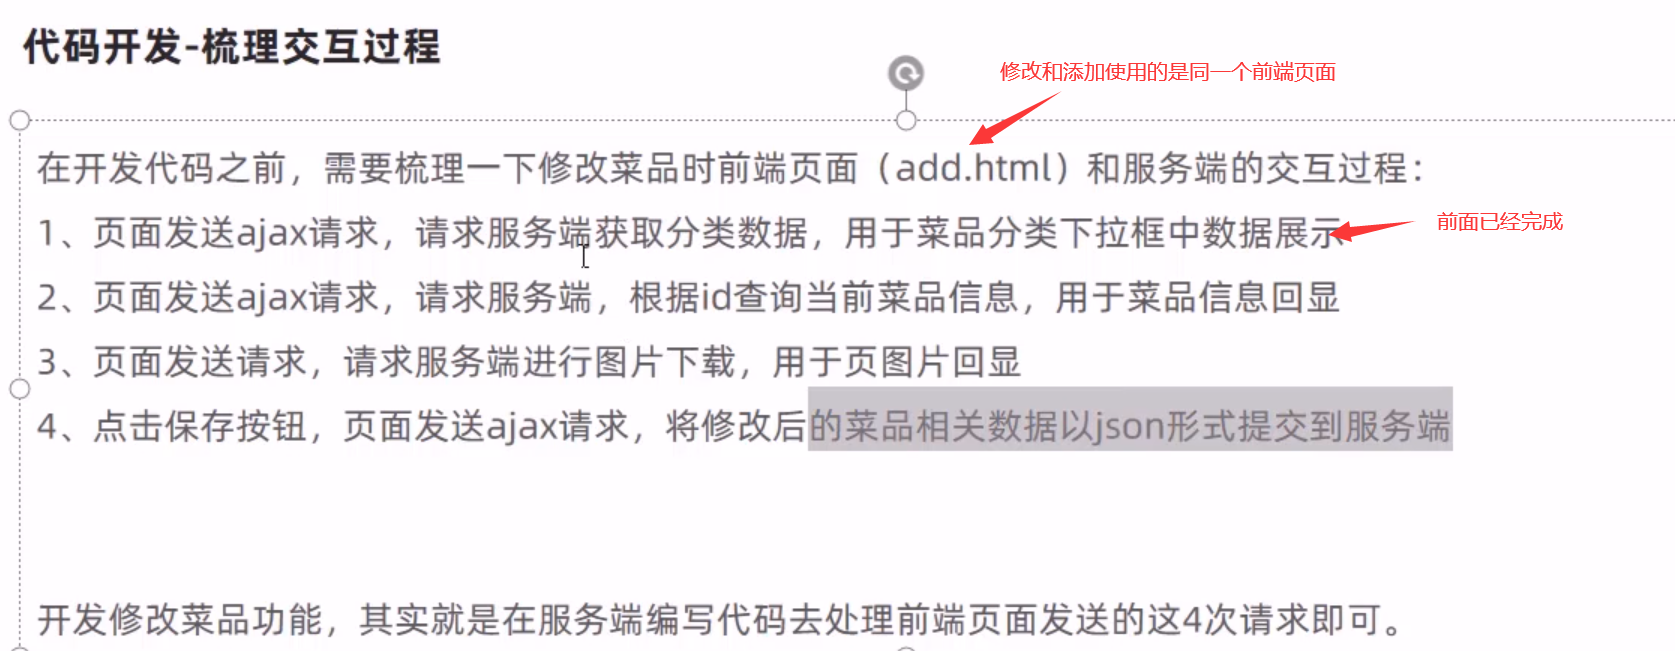 代码开发-梳理交互过程
修改和添加使用的是同一个前端页面
在开发代码之前，需要梳理一下修改菜品时前端页面（add.html）和服务端的交互过程：
1、页面发送ajax请求，请求服务端获取分类数据，用于菜品分类下拉框中数据展示
前面已经完成
2、页面发送ajax请求，请求服务端，根据id查询当前菜品信息，用于菜品信息回显
3、页面发送请求，请求服务端进行图片下载，用于页图片回显
4、点击保存按钮，页面发送ajax请求，将修改后的菜品相关数据以json形式提交到服务端
开发修改菜品功能，其实就是在服务端编写代码去处理前端页面发送的这4次请求即可。